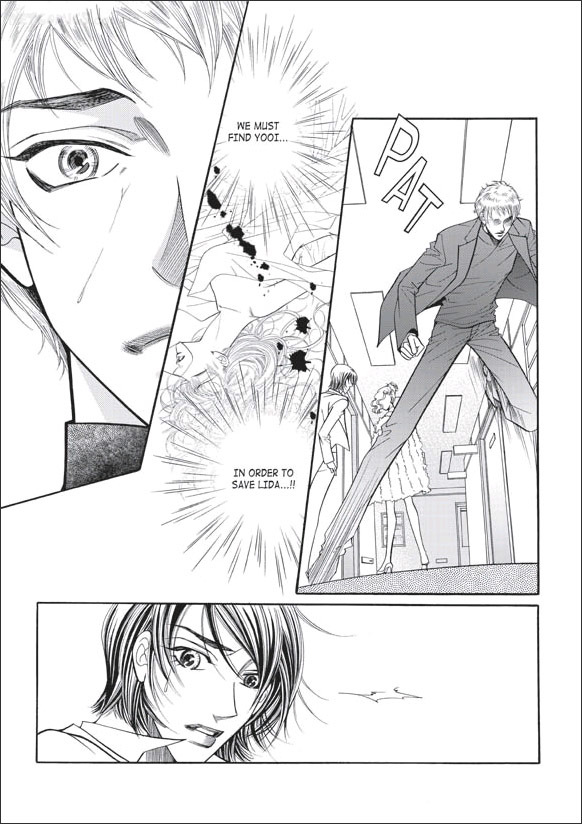 WE MUST
FIND YOOI...
PAT
IN ORDER TO
SAVE LIDA...!!